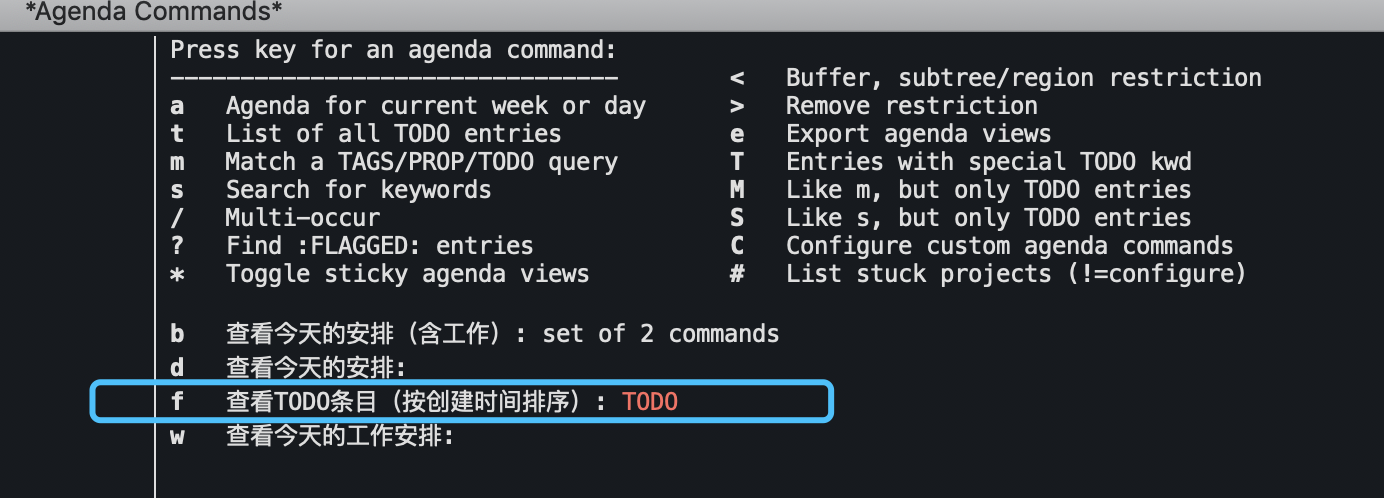 *Agenda Commands*
Press key for an agenda command:
--------------------------------        <   Buffer, subtree/region restriction
a   Agenda for current week or day      >   Remove restriction
t   List of all TODO entries            e   Export agenda views
m   Match a TAGS/PROP/TODO query        T   Entries with special TODO kwd
s   Search for keywords                 M   Like m, but only TODO entries
/   Multi-occur                         S   Like s, but only TODO entries
?   Find :FLAGGED: entries              C   Configure custom agenda commands
*   Toggle sticky agenda views          #   List stuck projects (!=configure)
b   查看今天的安排（含工作）: set of 2 commands
d   查看今天的安排:
f   查看TODO条目（按创建时间排序）: TODO
w   查看今天的工作安排: